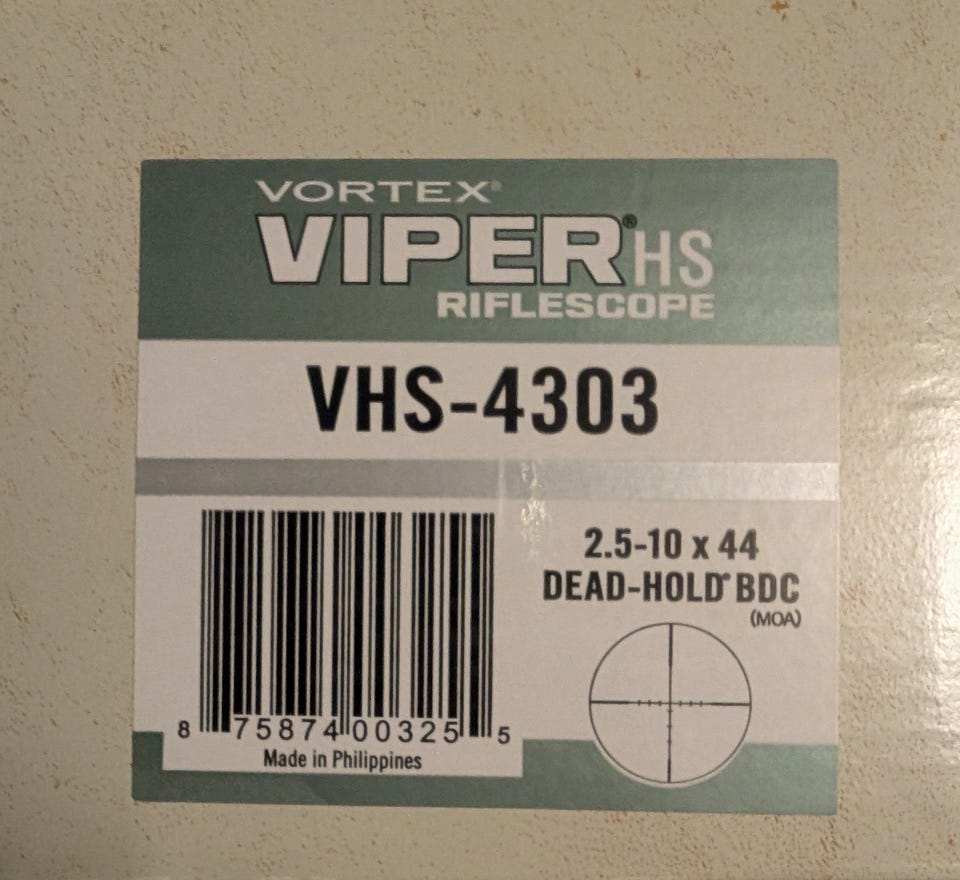 VORTEX®
VIPER® HS
RIFLESCOPE
VHS-4303
2.5-10 x 44
DEAD-HOLD® BDC
(MOA)
8 75874 00325 5
Made in Philippines